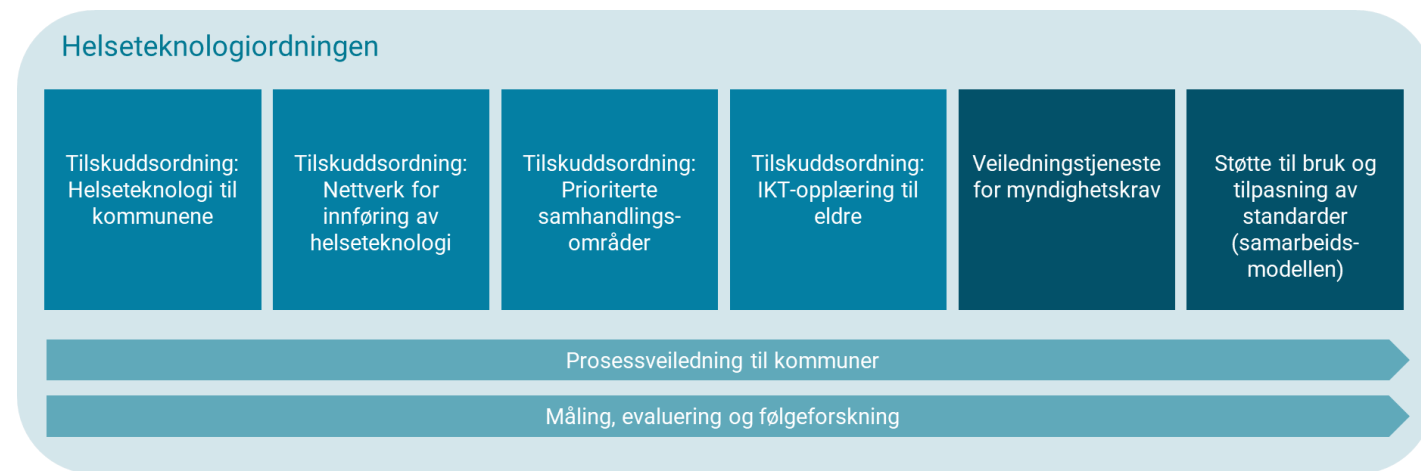 Helseteknologiordningen
Tilskuddsordning:
Helseteknologi til
kommunene
Tilskuddsordning:
Nettverk for
innføring av
helseteknologi
Tilskuddsordning:
Prioriterte
samhandlings-
områder
Tilskuddsordning:
IKT-opplæring til
eldre
Veiledningstjeneste
for myndighetskrav
Støtte til bruk og
tilpasning av
standarder
(samarbeids-
modellen)
Prosessveiledning til kommuner
Måling, evaluering og følgeforskning